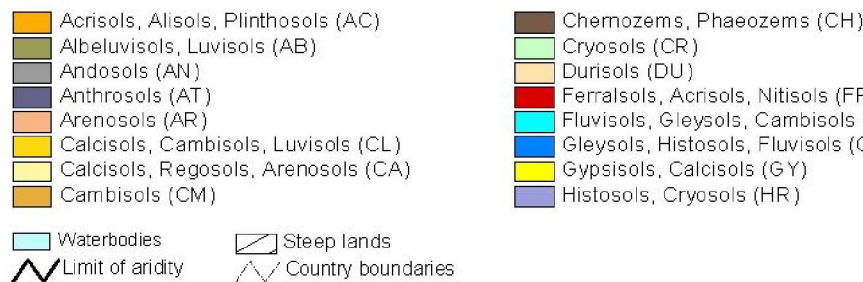 Acrisols, Alisols, Plinthosols (AC)
Albeluvisols, Luvisols (AB)
Andosols (AN)
Anthrosols (AT)
Arenosols (AR)
Calcisols, Cambisols, Luvisols (CL)
Calcisols, Regosols, Arenosols (CA)
Cambisols (CM)
Chernozems, Phaeozems (CH)
Cryosols (CR)
Durisols (DU)
Ferralsols, Acrisols, Nitisols
Fluvisols, Gleysols, Cambisols
Gleysols, Histosols, Fluvisols
Gypsisols, Calcisols (GY)
Histosols, Cryosols (HR)
Waterbodies
Steep lands
Limit of aridity
Country boundaries